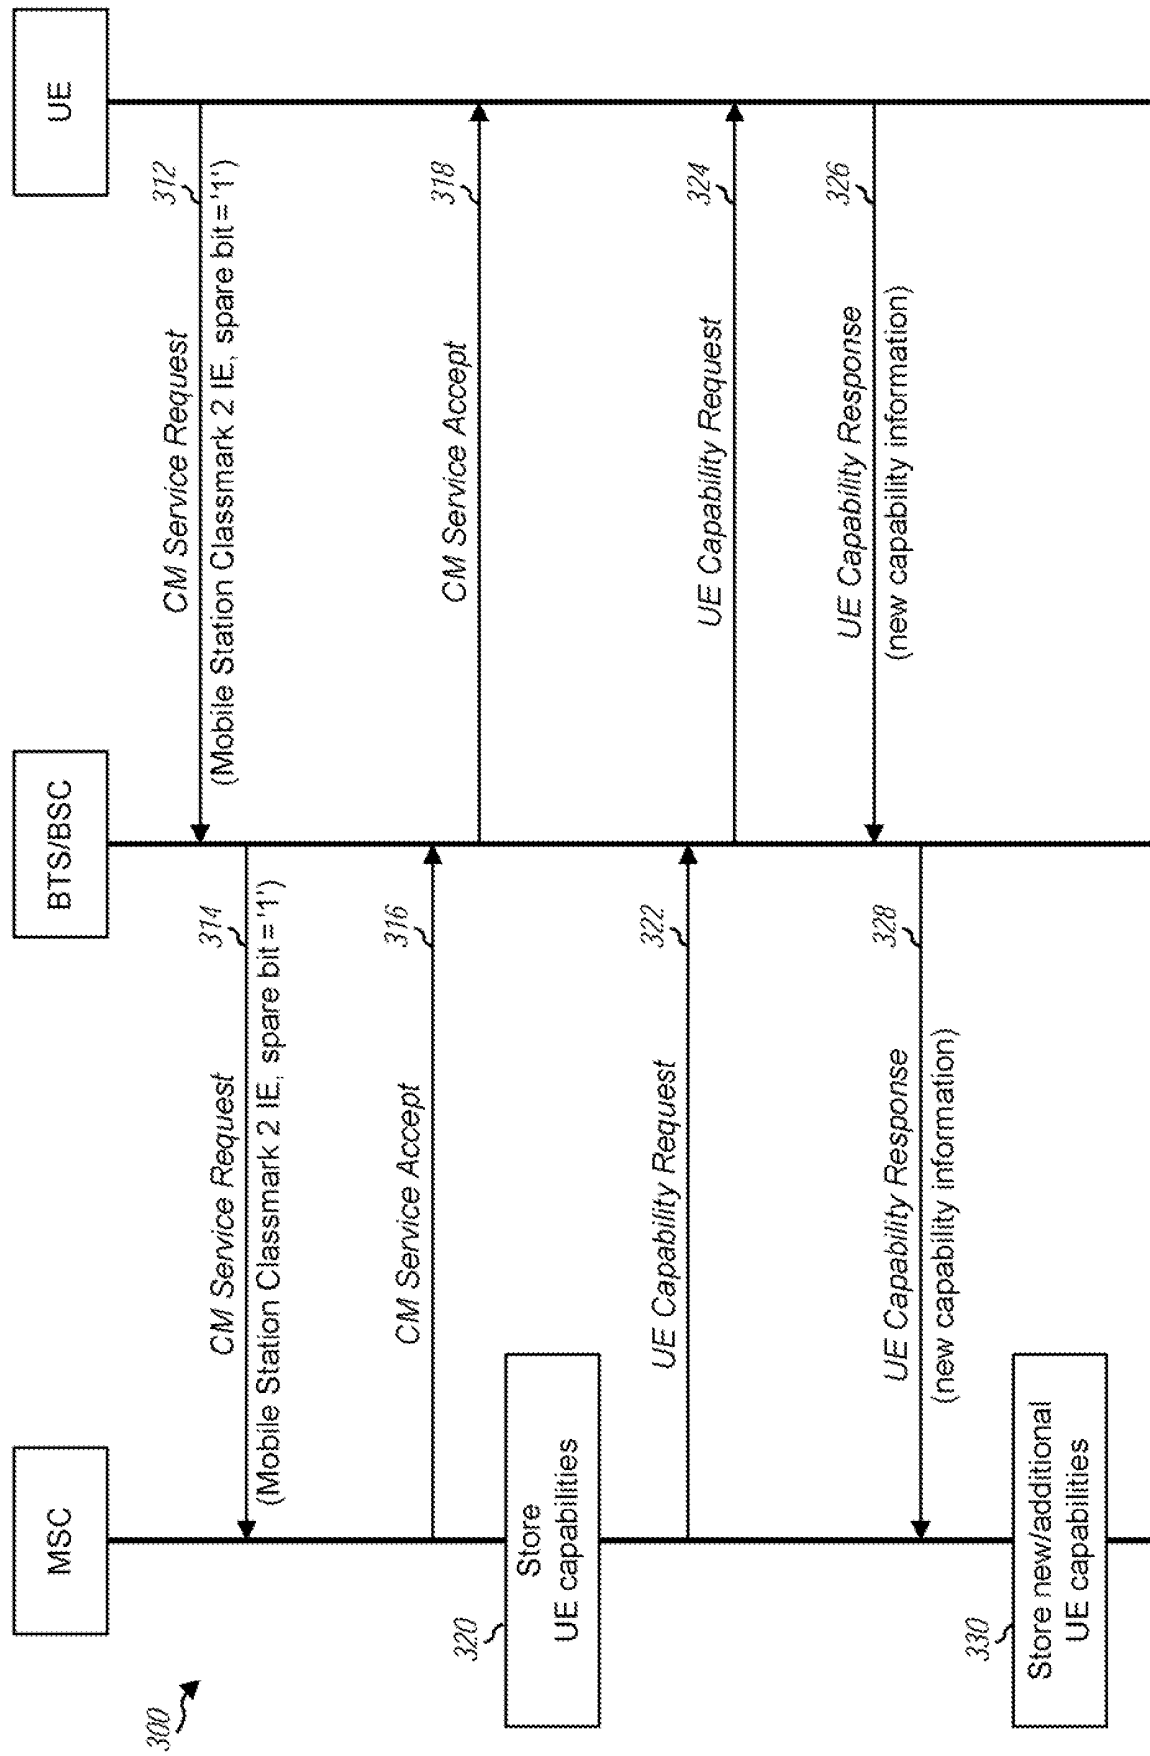 300
MSC
BTS/BSC
UE
312
CM Service Request
(Mobile Station Classmark 2 IE, spare bit='1')
314
CM Service Request
(Mobile Station Classmark 2 IE, spare bit='1')
316
CM Service Accept
318
CM Service Accept
320
Store
UE capabilities
322
UE Capability Request
324
UE Capability Request
326
UE Capability Response
(new capability information)
328
UE Capability Response
(new capability information)
330
Store new/additional
UE capabilities